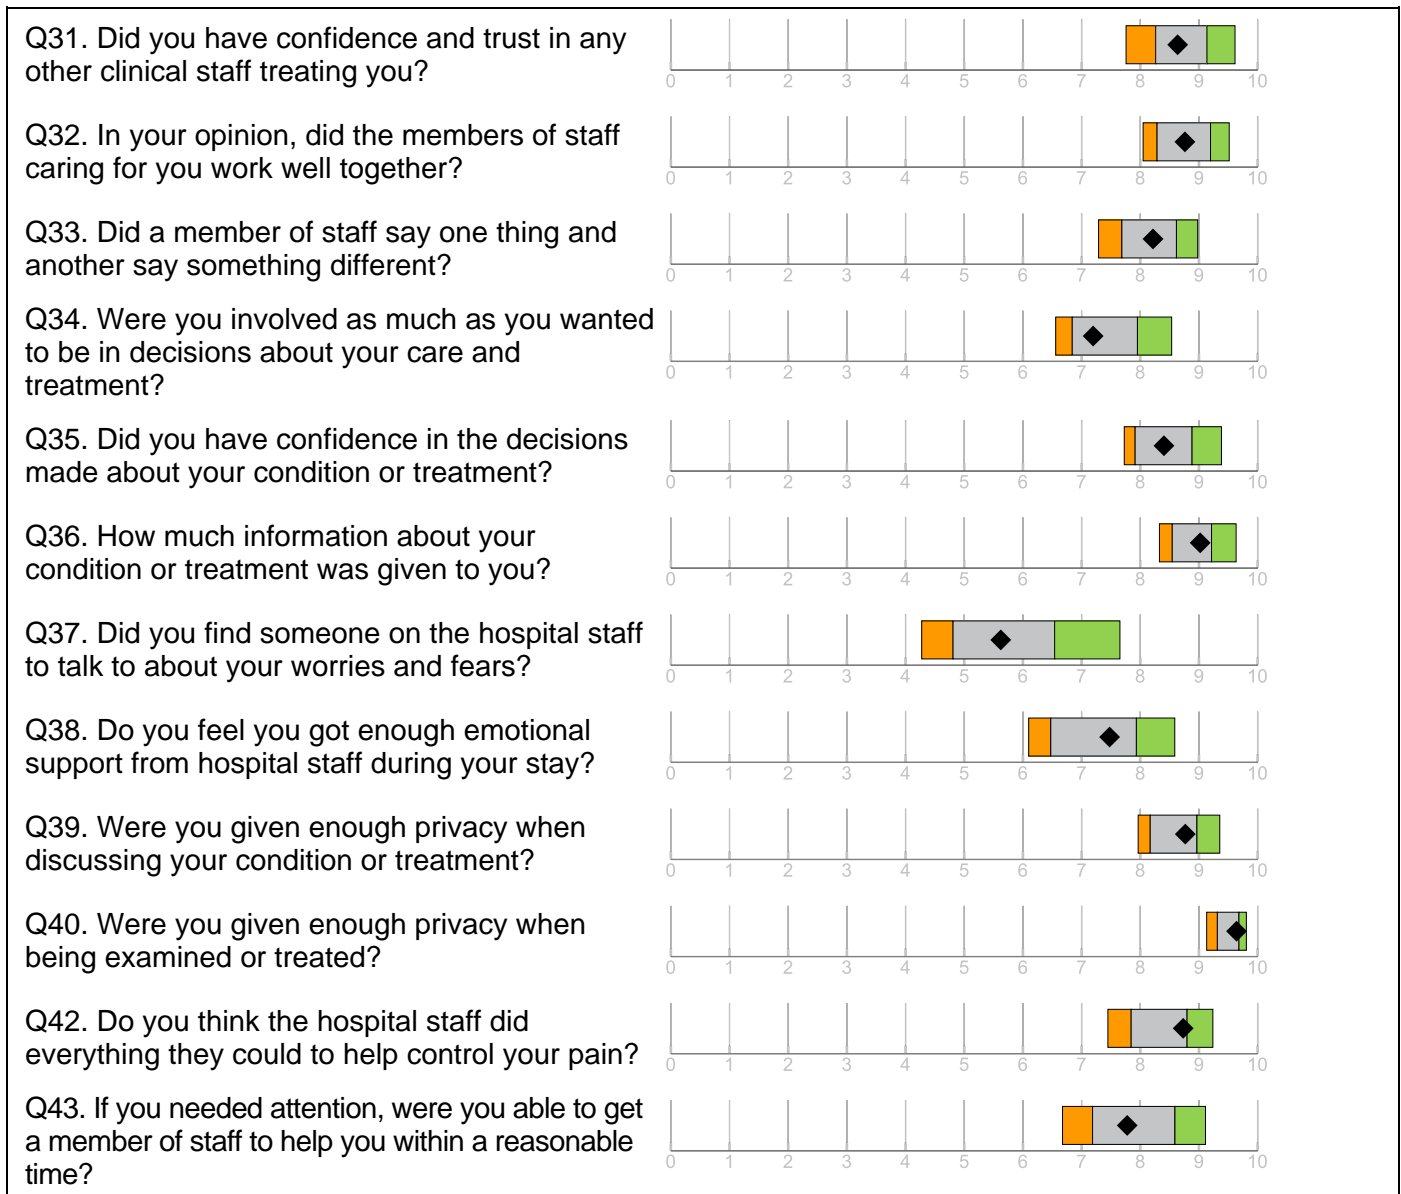 Q31. Did you have confidence and trust in any
other clinical staff treating you?
0 1 2 3 4 5 6 7 8 9 10
Q32. In your opinion, did the members of staff
caring for you work well together?
0 1 2 3 4 5 6 7 8 9 10
Q33. Did a member of staff say one thing and
another say something different?
0 1 2 3 4 5 6 7 8 9 10
Q34. Were you involved as much as you wanted
to be in decisions about your care and
treatment?
0 1 2 3 4 5 6 7 8 9 10
Q35. Did you have confidence in the decisions
made about your condition or treatment?
0 1 2 3 4 5 6 7 8 9 10
Q36. How much information about your
condition or treatment was given to you?
0 1 2 3 4 5 6 7 8 9 10
Q37. Did you find someone on the hospital staff
to talk to about your worries and fears?
0 1 2 3 4 5 6 7 8 9 10
Q38. Do you feel you got enough emotional
support from hospital staff during your stay?
0 1 2 3 4 5 6 7 8 9 10
Q39. Were you given enough privacy when
discussing your condition or treatment?
0 1 2 3 4 5 6 7 8 9 10
Q40. Were you given enough privacy when
being examined or treated?
0 1 2 3 4 5 6 7 8 9 10
Q42. Do you think the hospital staff did
everything they could to help control your pain?
0 1 2 3 4 5 6 7 8 9 10
Q43. If you needed attention, were you able to get
a member of staff to help you within a reasonable
time?
0 1 2 3 4 5 6 7 8 9 10